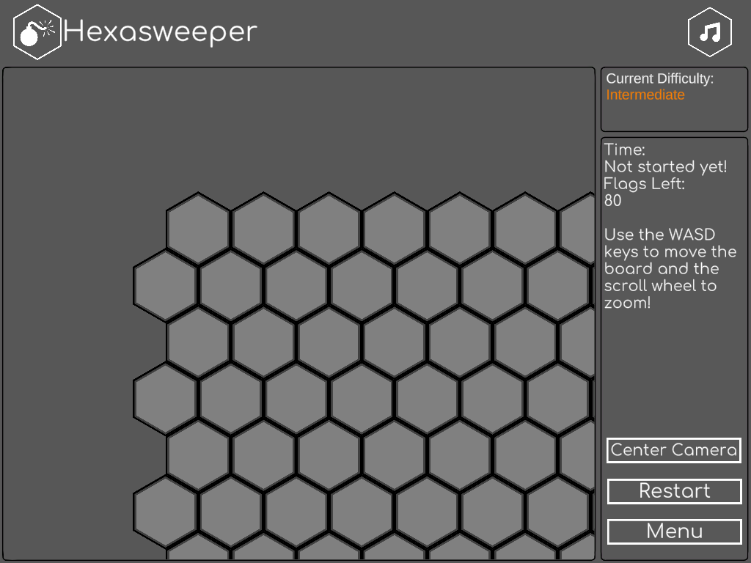 Hexasweeper
Current Difficulty:
Intermediate
Time:
Not started yet!
Flags Left:
80
Use the WASD
keys to move the
board and the
scroll wheel to
zoom!
Center Camera
Restart
Menu